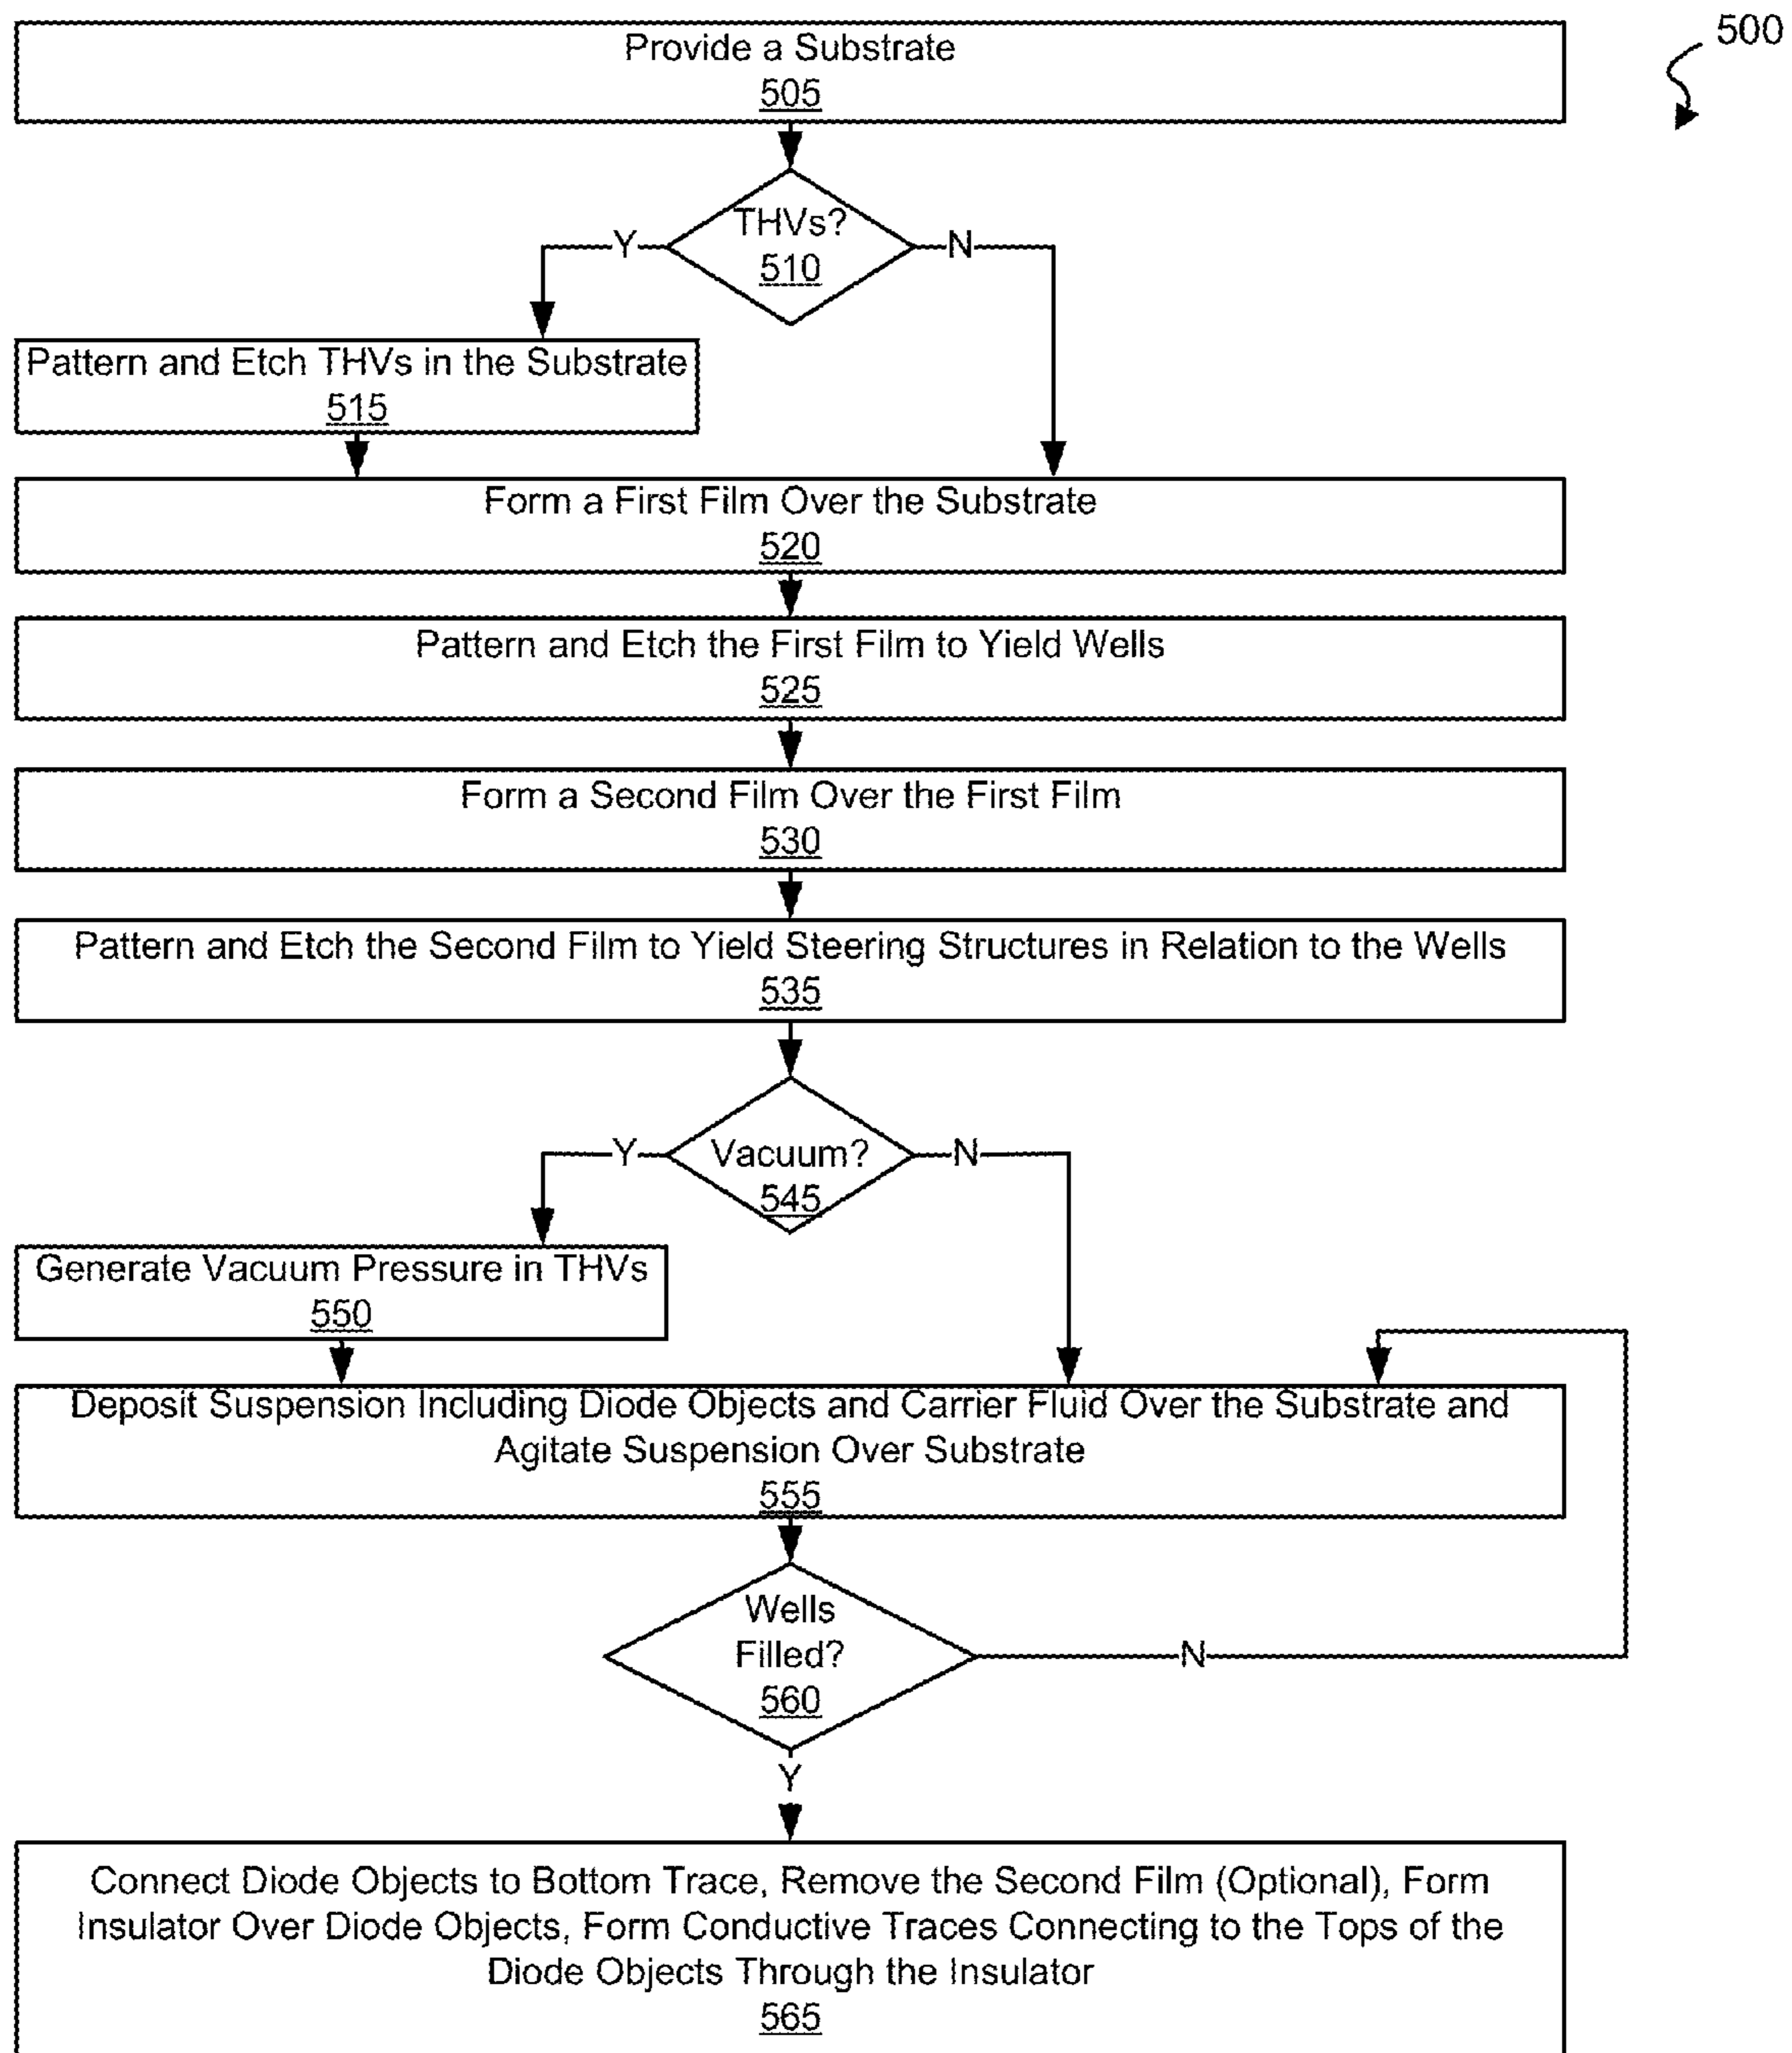 500
Provide a Substrate
505
THVs?
510
Y
N
Pattern and Etch THVs in the Substrate
515
Form a First Film Over the Substrate
520
Pattern and Etch the First Film to Yield Wells
525
Form a Second Film Over the First Film
530
Pattern and Etch the Second Film to Yield Steering Structures in Relation to the Wells
535
Vacuum?
545
Y
N
Generate Vacuum Pressure in THVs
550
Deposit Suspension Including Diode Objects and Carrier Fluid Over the Substrate and
Agitate Suspension Over Substrate
555
Wells
Filled?
560
N
Y
Connect Diode Objects to Bottom Trace, Remove the Second Film (Optional), Form
Insulator Over Diode Objects, Form Conductive Traces Connecting to the Tops of the
Diode Objects Through the Insulator
565